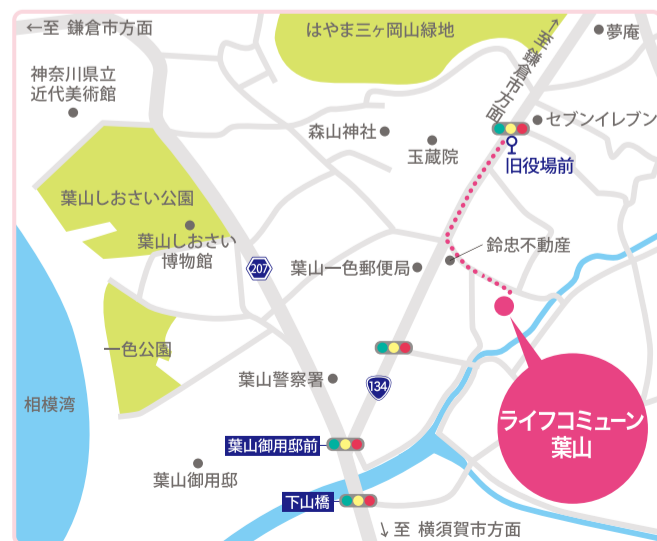 ←至 鎌倉市方面
はやま三ヶ岡山緑地
←至 鎌倉市方面
夢庵
神奈川県立
近代美術館
セブンイレブン
森山神社
玉蔵院
旧役場前
葉山しおさい公園
葉山しおさい
博物館
鈴忠不動産
207
葉山一色郵便局
一色公園
葉山警察署
134
相模湾
ライフコミューン
葉山
葉山御用邸前
葉山御用邸
下山橋
↓至 横須賀市方面